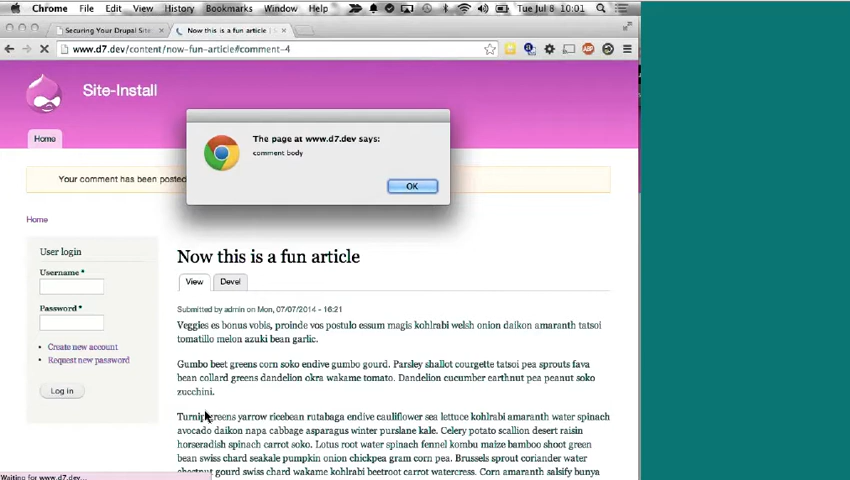 Chrome File Edit View History Bookmarks Window Help Tue Jul 8 10:01
Securing Your Drupal Site Now this is a fun article |
www.d7.dev/content/now-fun-article#comment-4
Site-Install
Home
The page at www.d7.dev says:
comment body
OK
Your comment has been posted
Home
User login
Username *
Password *
Create new account
Request new password
Log in
Now this is a fun article
View Devel
Submitted by admin on Mon, 07/07/2014 - 16:21
Veggies es bonus vobis, proinde vos postulo essum magis kohlrabi welsh onion daikon amaranth tatsoi
tomatillo melon azuki bean garlic.
Gumbo beet greens corn soko endive gumbo gourd. Parsley shallot courgette tatsoi pea sprouts fava
bean collard greens dandelion okra wakame tomato. Dandelion cucumber earthnut pea peanut soko
zucchini.
Turnip greens yarrow ricebean rutabaga endive cauliflower sea lettuce kohlrabi amaranth water spinach
avocado daikon napa cabbage asparagus winter purslane kale. Celery potato scallion desert raisin
horseradish spinach carrot soko. Lotus root water spinach fennel kombu maize bamboo shoot green
bean swiss chard seakale pumpkin onion chickpea gram corn pea. Brussels sprout coriander water
chestnut gourd swiss chard wakame kohlrabi beetroot carrot watercress. Corn amaranth salsify bunya
Waiting for www.d7.dev...